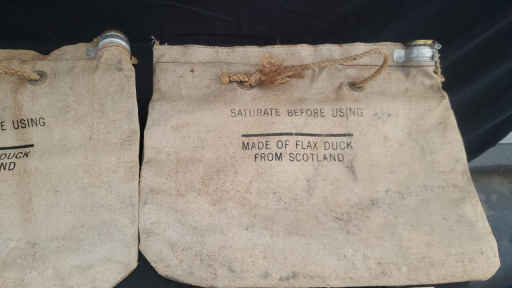 E USING
DUCK
ND
SATURATE BEFORE USING
MADE OF FLAX DUCK
FROM SCOTLAND